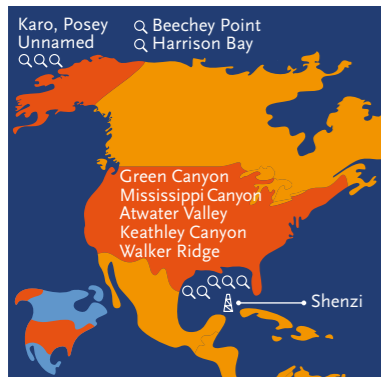 Karo, Posey
Unnamed
Beechey Point
Harrison Bay
Green Canyon
Mississippi Canyon
Atwater Valley
Keathley Canyon
Walker Ridge
Shenzi